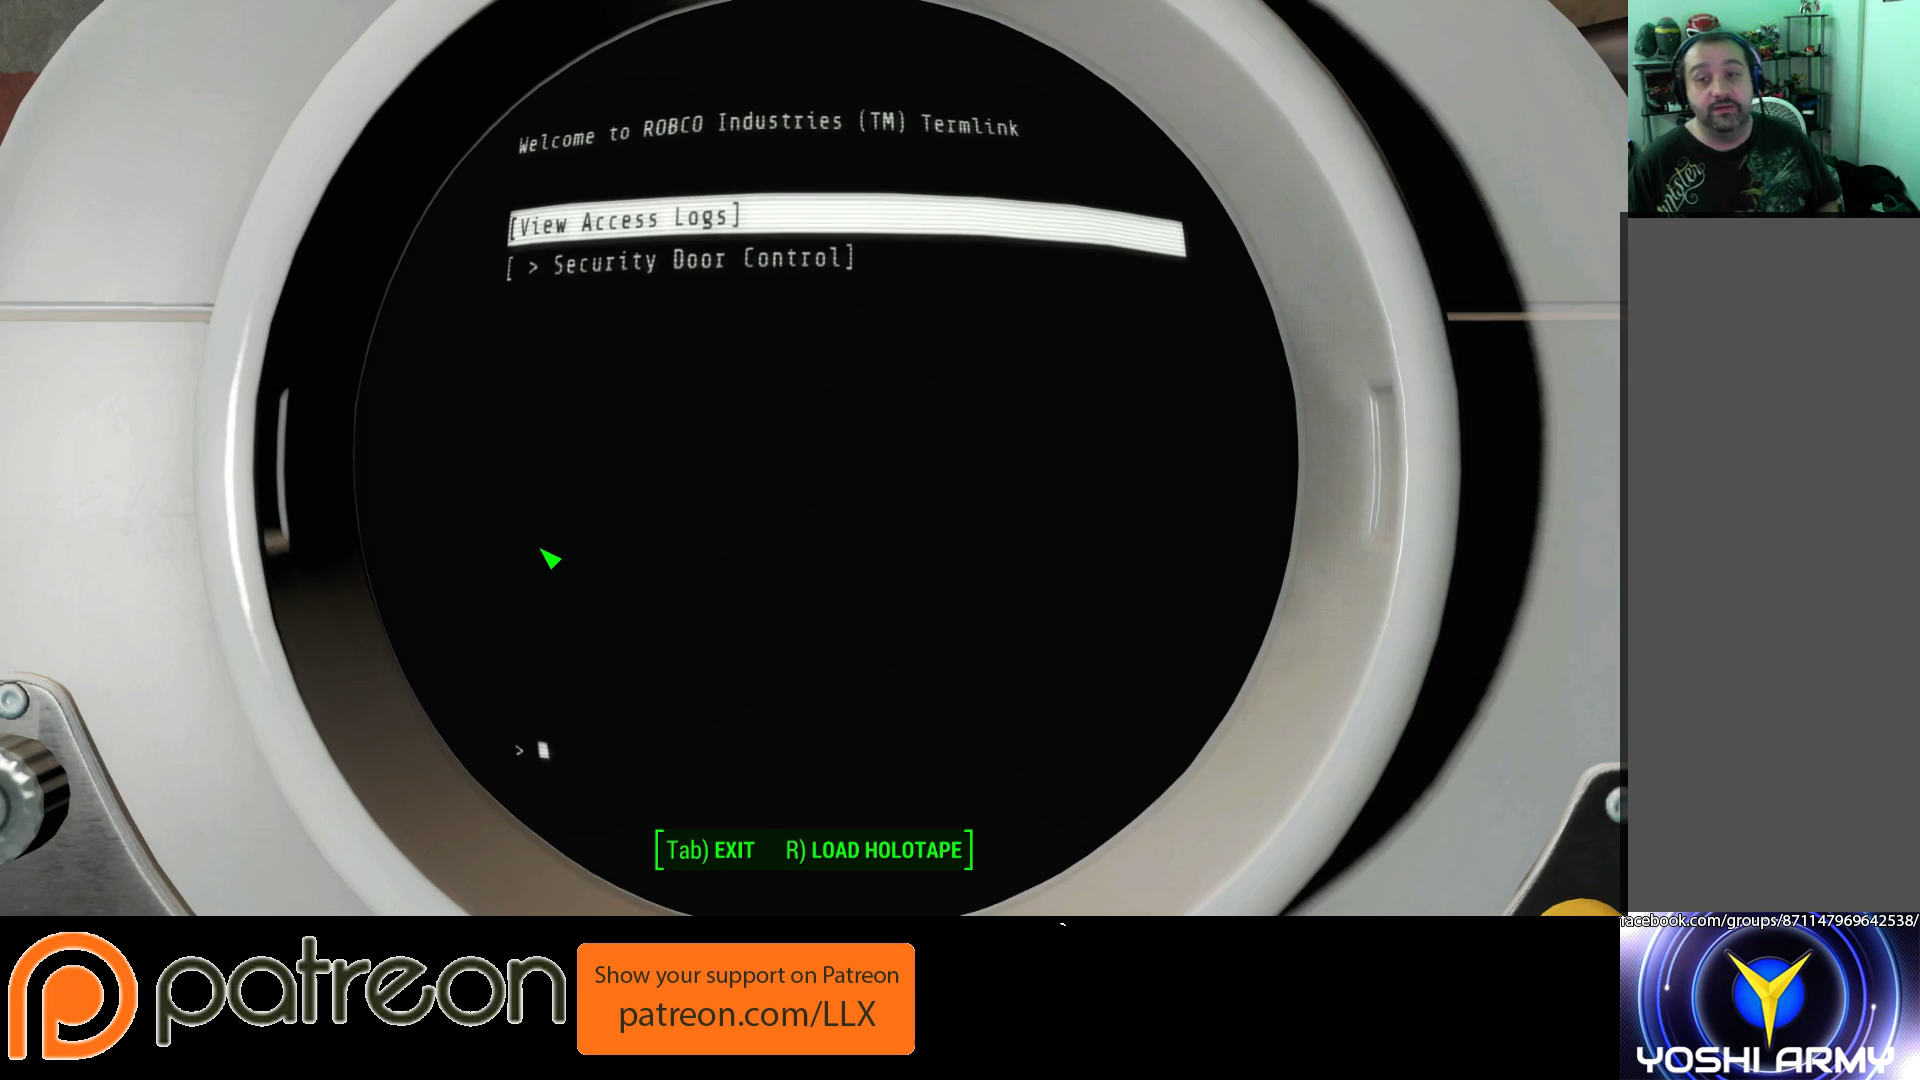 Welcome to ROBCO Industries (TM) Termlink
[View Access Logs]
[ > Security Door Control]
>
[Tab) EXIT R) LOAD HOLOTAPE]
facebook.com/groups/871147969642538/
patreon
Show your support on Patreon
patreon.com/LLX
YOSHI ARMY